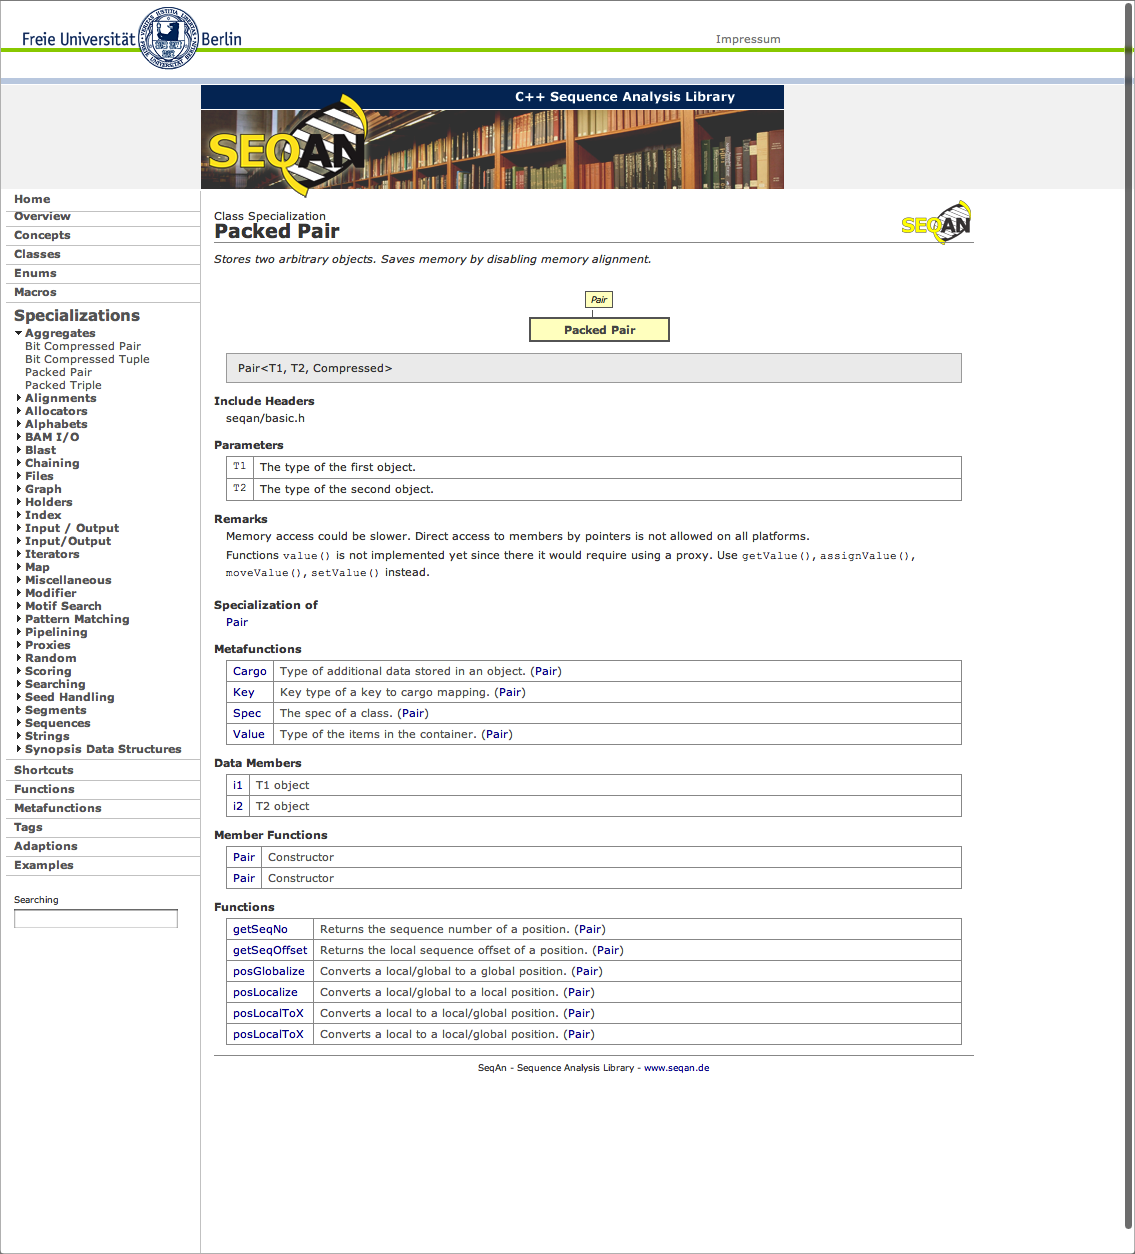 Freie Universität Berlin
Impressum
C++ Sequence Analysis Library
SEQAN
Home
Overview
Concepts
Classes
Enums
Macros
Specializations
Aggregates
Bit Compressed Pair
Bit Compressed Tuple
Packed Pair
Packed Triple
Alignments
Allocators
Alphabets
BAM I/O
Blast
Chaining
Files
Graph
Holders
Index
Input / Output
Input/Output
Iterators
Map
Miscellaneous
Modifier
Motif Search
Pattern Matching
Pipelining
Proxies
Random
Scoring
Searching
Seed Handling
Segments
Sequences
Strings
Synopsis Data Structures
Shortcuts
Functions
Metafunctions
Tags
Adaptions
Examples
Searching
Class Specialization
Packed Pair
SEQAN
Stores two arbitrary objects. Saves memory by disabling memory alignment.
Pair
Packed Pair
Pair<T1, T2, Compressed>
Include Headers
seqan/basic.h
Parameters
T1 The type of the first object.
T2 The type of the second object.
Remarks
Memory access could be slower. Direct access to members by pointers is not allowed on all platforms.
Functions value() is not implemented yet since there it would require using a proxy. Use getValue(), assignValue(),
moveValue(), setValue() instead.
Specialization of
Pair
Metafunctions
Cargo Type of additional data stored in an object. (Pair)
Key Key type of a key to cargo mapping. (Pair)
Spec The spec of a class. (Pair)
Value Type of the items in the container. (Pair)
Data Members
i1 T1 object
i2 T2 object
Member Functions
Pair Constructor
Pair Constructor
Functions
getSeqNo Returns the sequence number of a position. (Pair)
getSeqOffset Returns the local sequence offset of a position. (Pair)
posGlobalize Converts a local/global to a global position. (Pair)
posLocalize Converts a local/global to a local position. (Pair)
posLocalToX Converts a local to a local/global position. (Pair)
posLocalToX Converts a local to a local/global position. (Pair)
SeqAn - Sequence Analysis Library - www.seqan.de